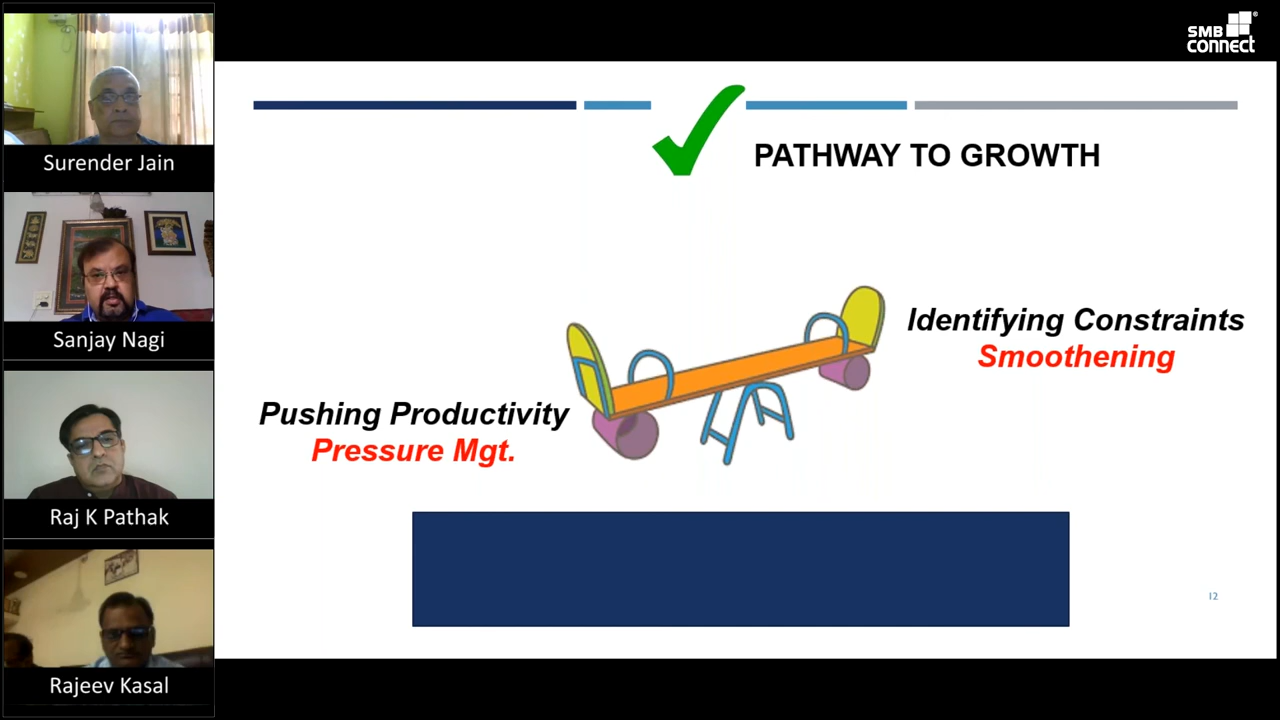 SMB
connect
Surender Jain
Sanjay Nagi
Raj K Pathak
Rajeev Kasal
PATHWAY TO GROWTH
Identifying Constraints
Smoothening
Pushing Productivity
Pressure Mgt.
12